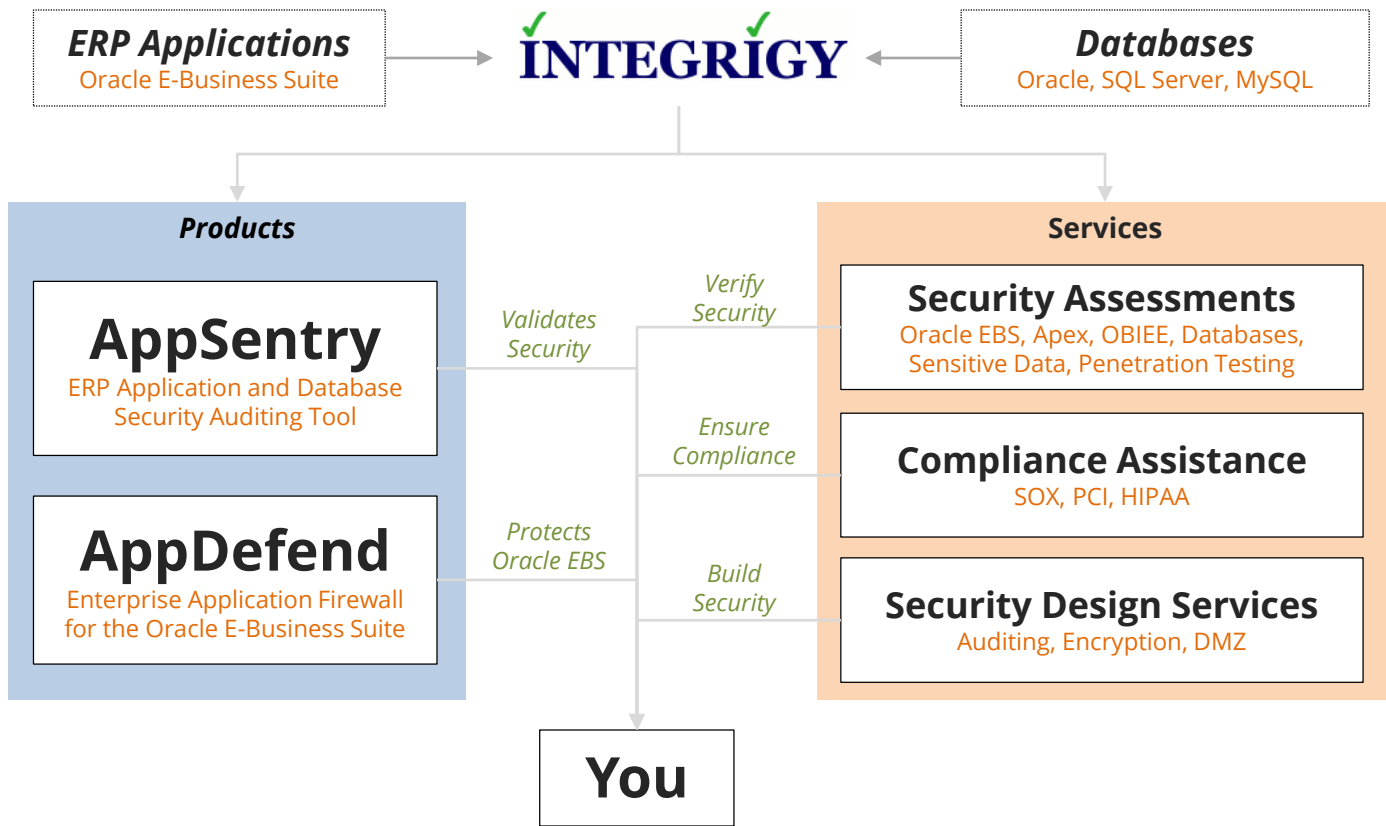 ERP Applications
Oracle E-Business Suite
INTEGRIGY
Databases
Oracle, SQL Server, MySQL
Products
AppSentry
ERP Application and Database
Security Auditing Tool
AppDefend
Enterprise Application Firewall
for the Oracle E-Business Suite
Validates
Security
Protects
Oracle EBS
Verify
Security
Ensure
Compliance
Build
Security
Services
Security Assessments
Oracle EBS, Apex, OBIEE, Databases,
Sensitive Data, Penetration Testing
Compliance Assistance
SOX, PCI, HIPAA
Security Design Services
Auditing, Encryption, DMZ
You